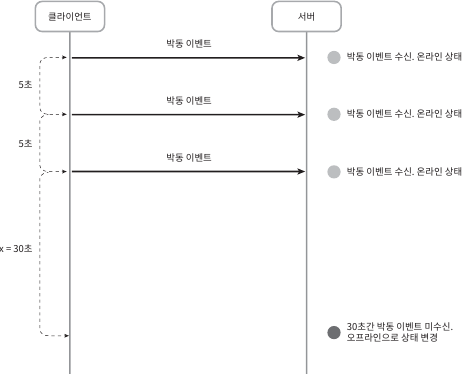 클라이언트
서버
박동 이벤트
박동 이벤트 수신. 온라인 상태
5초
박동 이벤트
박동 이벤트 수신. 온라인 상태
5초
박동 이벤트
박동 이벤트 수신. 온라인 상태
x = 30초
30초간 박동 이벤트 미수신.
오프라인으로 상태 변경